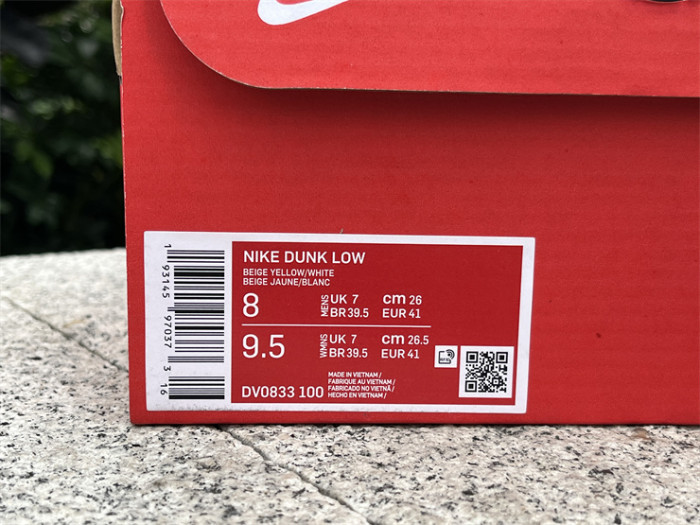 1 93145 97037 3 16
NIKE DUNK LOW
BEIGE YELLOW/WHITE
BEIGE JAUNE/BLANC
8 MENS UK 7 cm 26
BR 39.5 EUR 41
9.5 WMNS UK 7 cm 26.5
BR 39.5 EUR 41
MADE IN VIETNAM /
FABRIQUE AU VIETNAM /
FABRICADO NO VIETNÃ /
HECHO EN VIETNAM /
DV0833 100